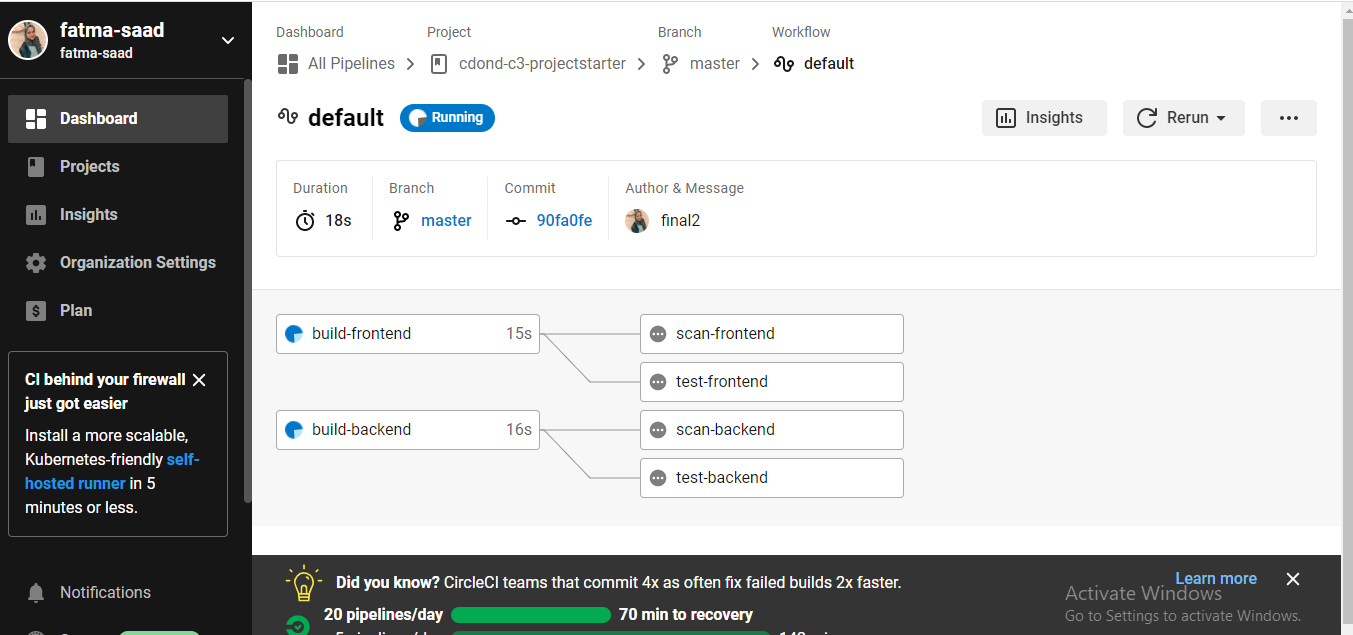 fatma-saad
fatma-saad
Dashboard
Projects
Insights
Organization Settings
Plan
CI behind your firewall
just got easier
Install a more scalable,
Kubernetes-friendly self-
hosted runner in 5
minutes or less.
Notifications
Dashboard Project Branch Workflow
All Pipelines cdond-c3-projectstarter master default
default Running Insights Rerun
Duration Branch Commit Author & Message
18s master 90fa0fe final2
build-frontend 15s scan-frontend
test-frontend
build-backend 16s scan-backend
test-backend
Did you know? CircleCI teams that commit 4x as often fix failed builds 2x faster.
Learn more
20 pipelines/day 70 min to recovery
Activate Windows
Go to Settings to activate Windows.